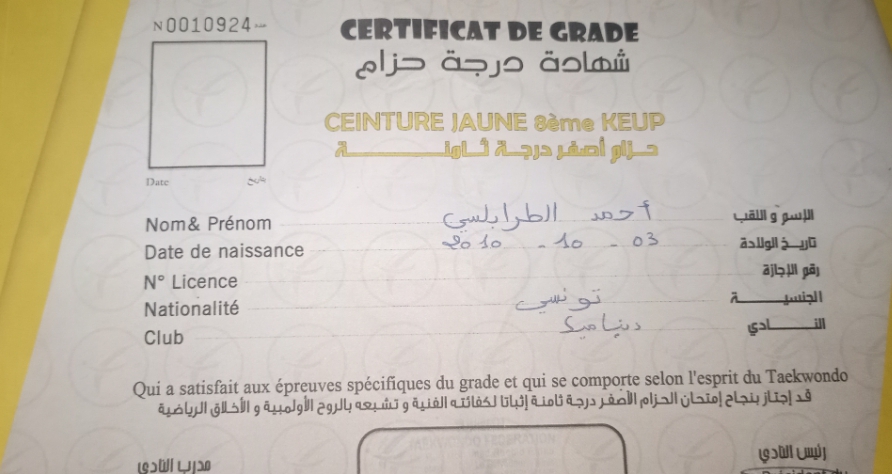 N0010924
CERTIFICAT DE GRADE
شهادة درجة حزام
CEINTURE JAUNE 8ème KEUP
حزام أصفر درجة ثامنة
Date تاريخ
Nom& Prénom أحمد الطرابلسي الإسم و اللقب
Date de naissance 2010 - 10 - 03 تاريخ الولادة
N° Licence رقم الإجازة
Nationalité تونسي الجنسية
Club ديناميك النادي
Qui a satisfait aux épreuves spécifiques du grade et qui se comporte selon l'esprit du Taekwondo
قد إجتاز بنجاح إمتحان الحزام الأصفر درجة ثامنة إثباتا لكفائته الفنية و تشبعه بالروح الأولمبية و الأخلاق الرياضية
مدرب النادي رئيس النادي